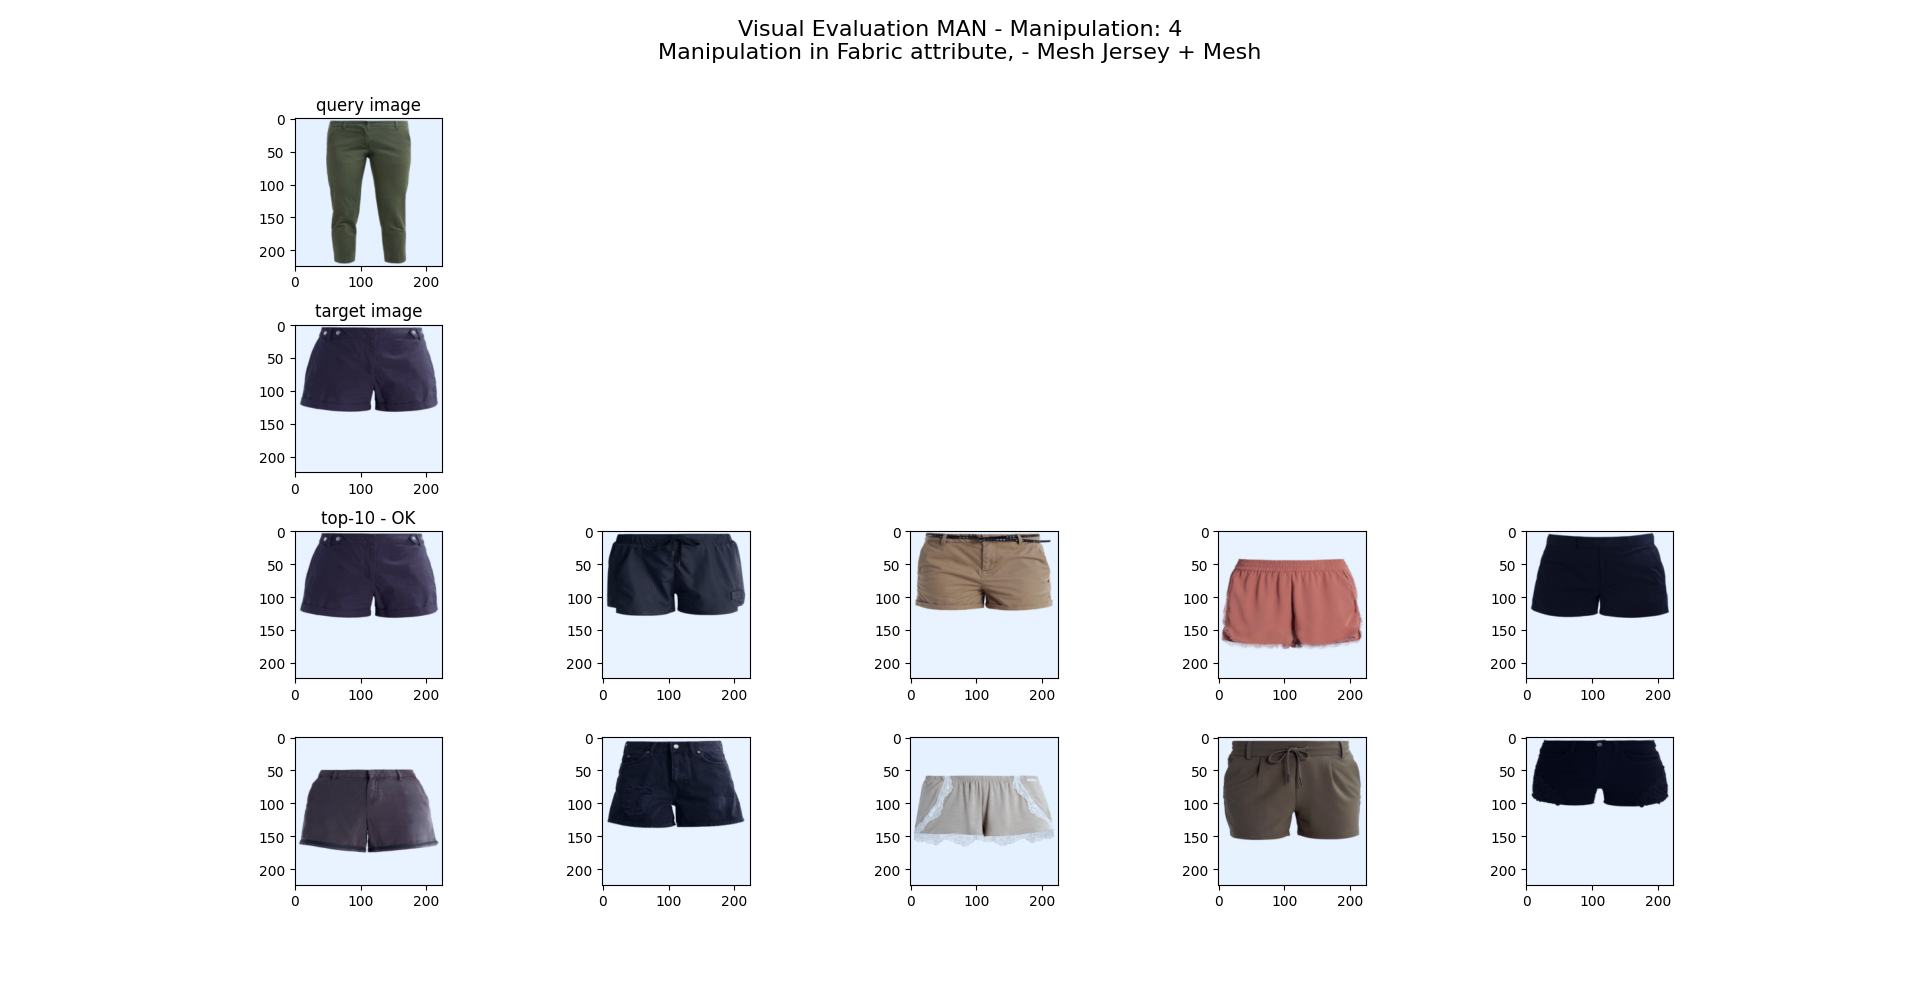 Visual Evaluation MAN - Manipulation: 4
Manipulation in Fabric attribute, - Mesh Jersey + Mesh
query image
0
50
100
150
200
0 100 200
target image
0
50
100
150
200
0 100 200
top-10 - OK
0 0 0 0 0
50 50 50 50 50
100 100 100 100 100
150 150 150 150 150
200 200 200 200 200
0 100 200 0 100 200 0 100 200 0 100 200 0 100 200
0 0 0 0 0
50 50 50 50 50
100 100 100 100 100
150 150 150 150 150
200 200 200 200 200
0 100 200 0 100 200 0 100 200 0 100 200 0 100 200